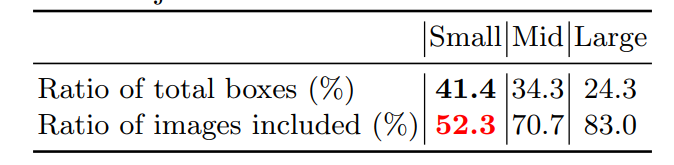 Small Mid Large
Ratio of total boxes (%) 41.4 34.3 24.3
Ratio of images included (%) 52.3 70.7 83.0